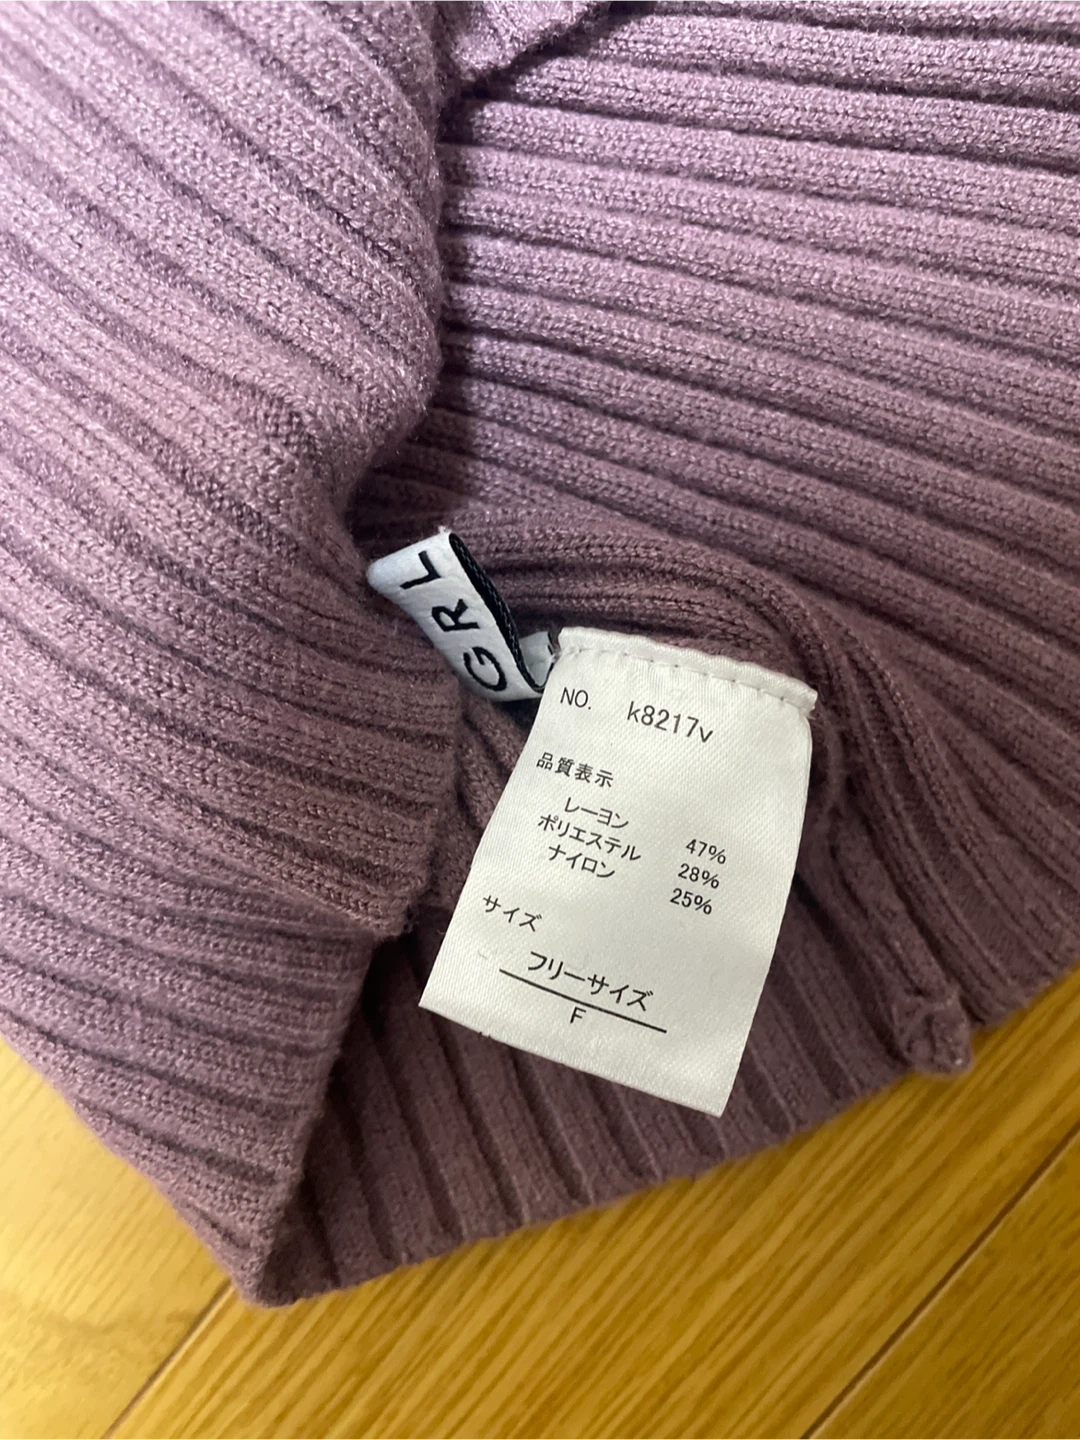 GRL
NO. k8217v
品質表示
レーヨン 47%
ポリエステル 28%
ナイロン 25%
サイズ
フリーサイズ
F